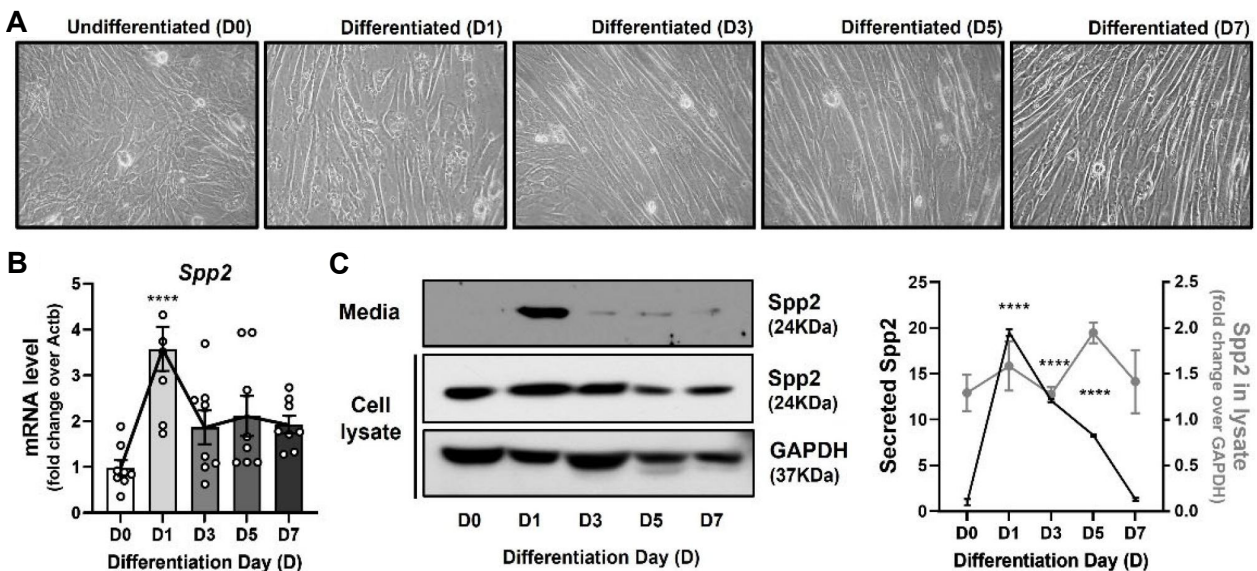 A
Undifferentiated (D0)
Differentiated (D1)
Differentiated (D3)
Differentiated (D5)
Differentiated (D7)
B
Spp2
mRNA level
(fold change over Actb)
5
4
3
2
1
0
****
D0 D1 D3 D5 D7
Differentiation Day (D)
C
Media
Cell
lysate
Spp2
(24KDa)
Spp2
(24KDa)
GAPDH
(37KDa)
D0 D1 D3 D5 D7
Differentiation Day (D)
Secreted Spp2
25
20
15
10
5
0
****
****
****
2.5
2.0
1.5
1.0
0.5
0.0
Spp2 in lysate
(fold change over GAPDH)
D0 D1 D3 D5 D7
Differentiation Day (D)